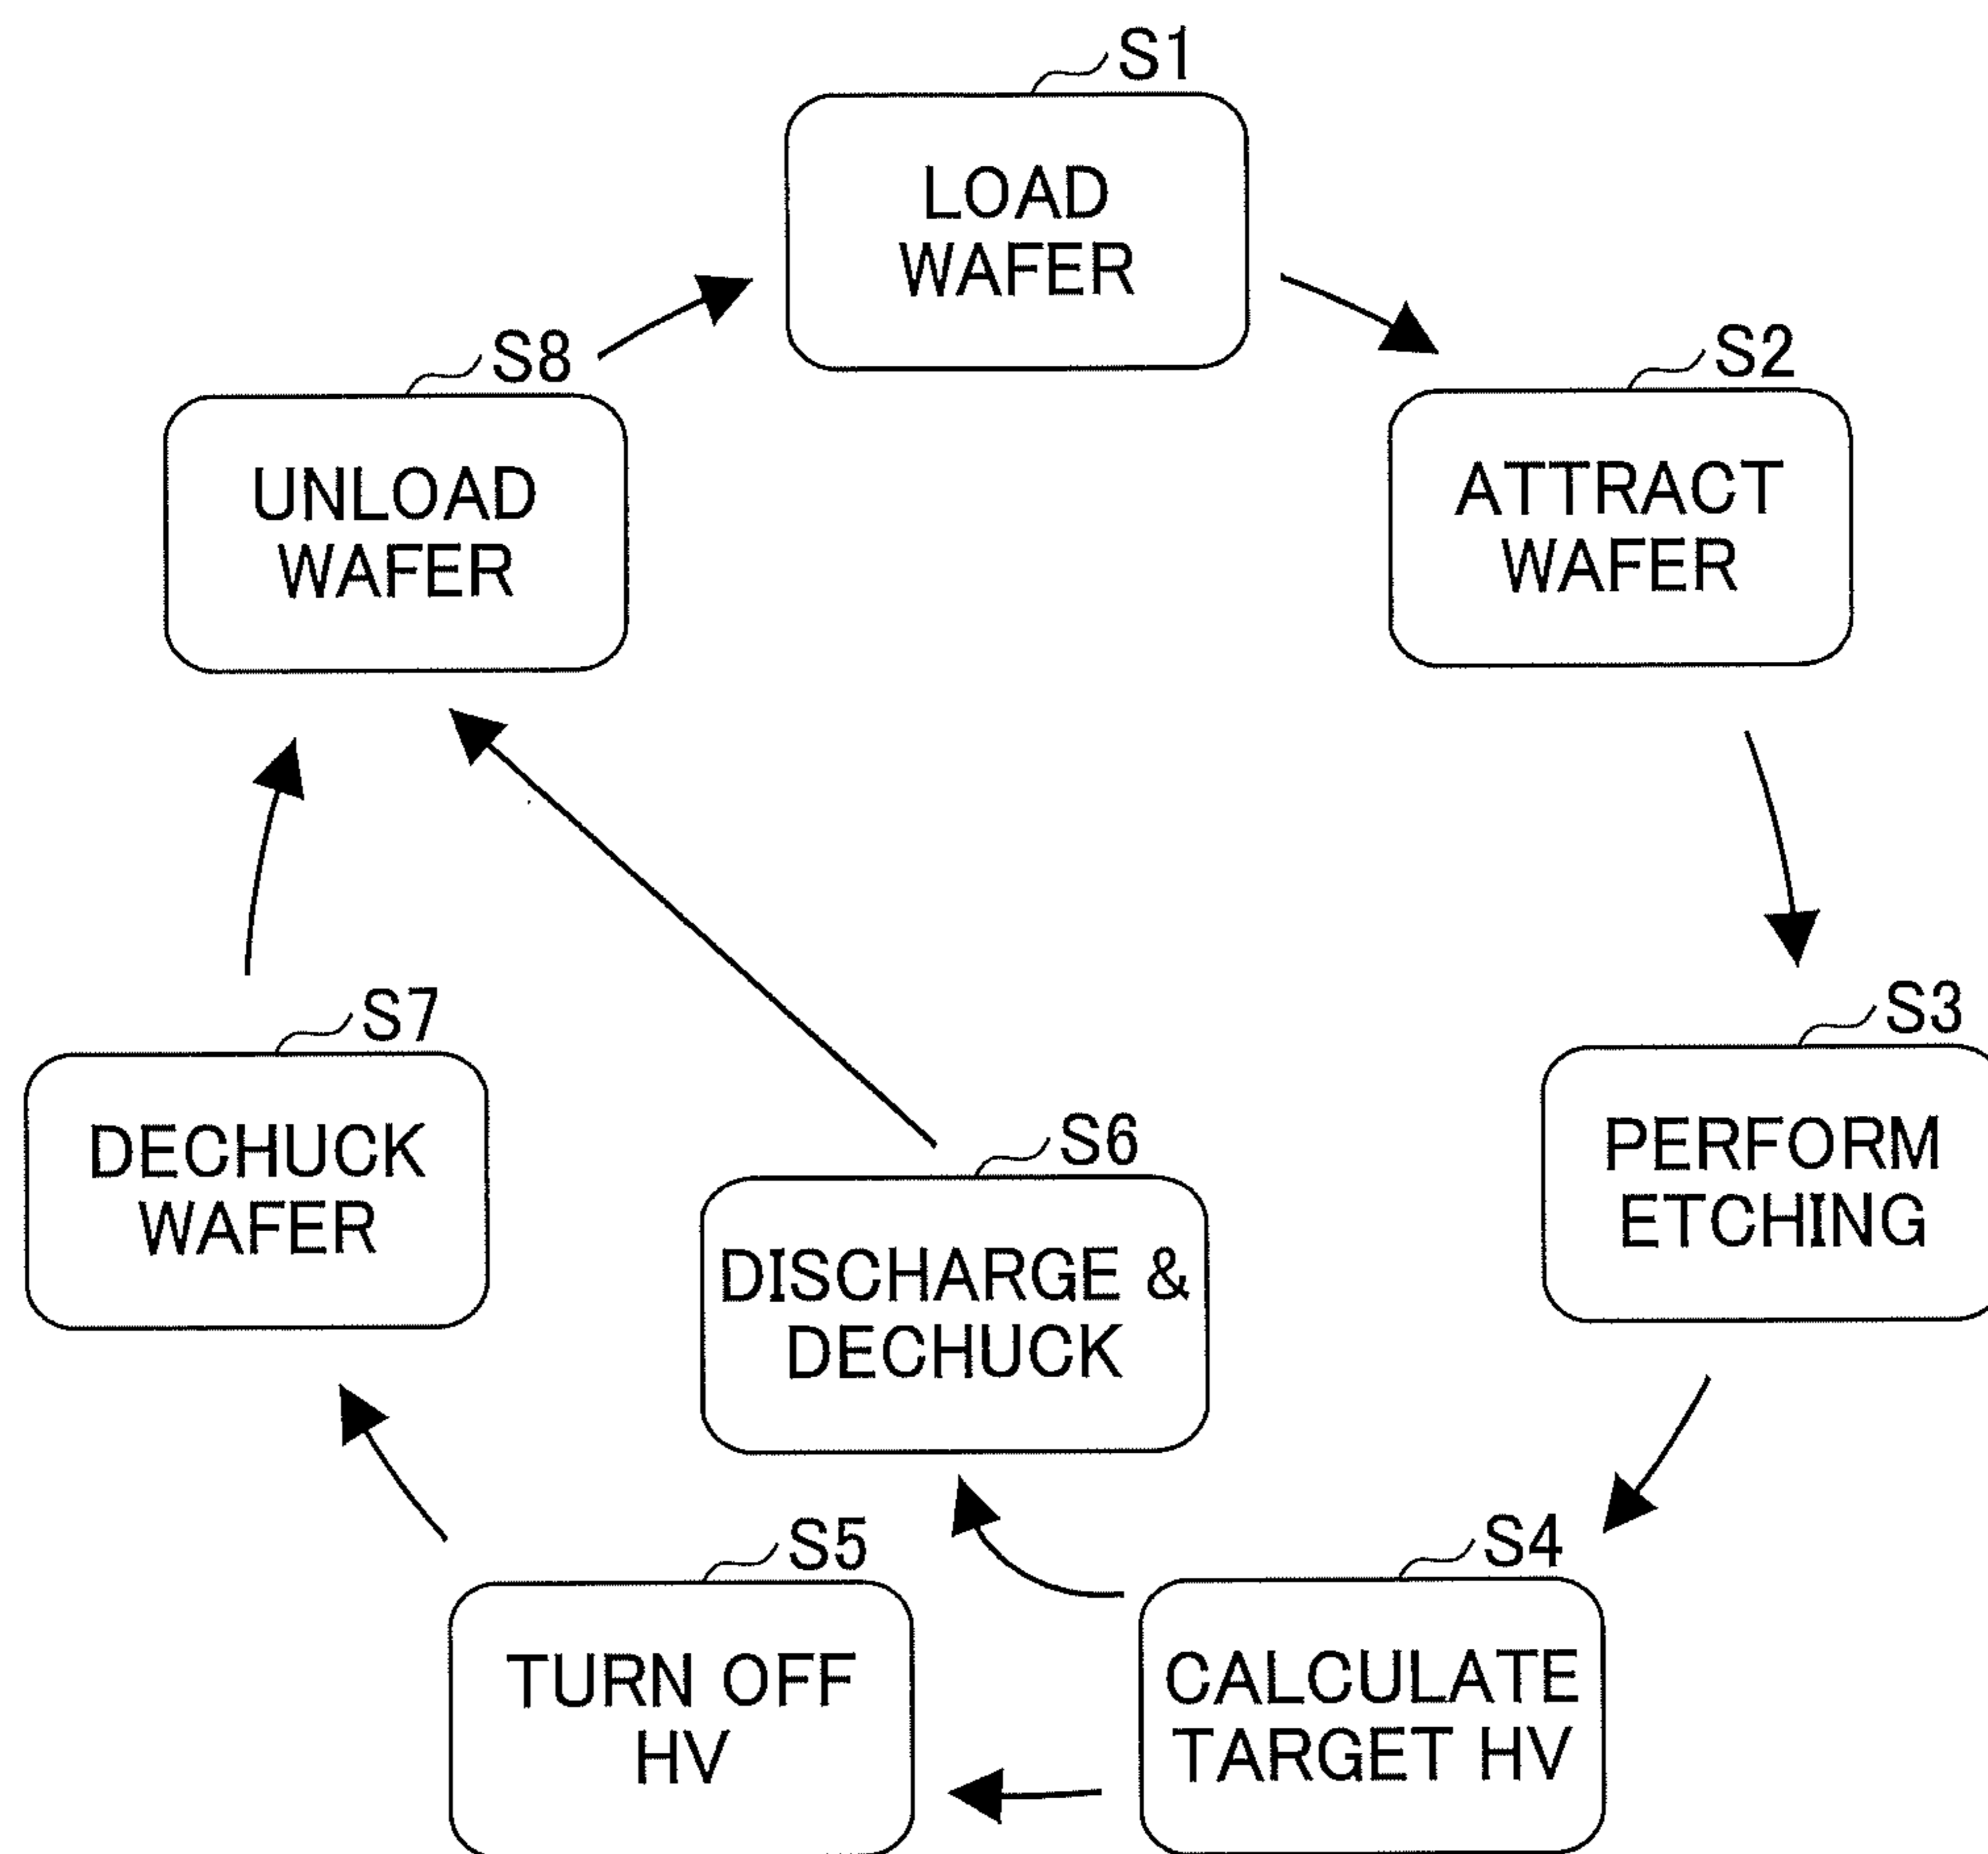 S1
LOAD
WAFER
S2
ATTRACT
WAFER
S3
PERFORM
ETCHING
S4
CALCULATE
TARGET HV
S5
TURN OFF
HV
S6
DISCHARGE &
DECHUCK
S7
DECHUCK
WAFER
S8
UNLOAD
WAFER